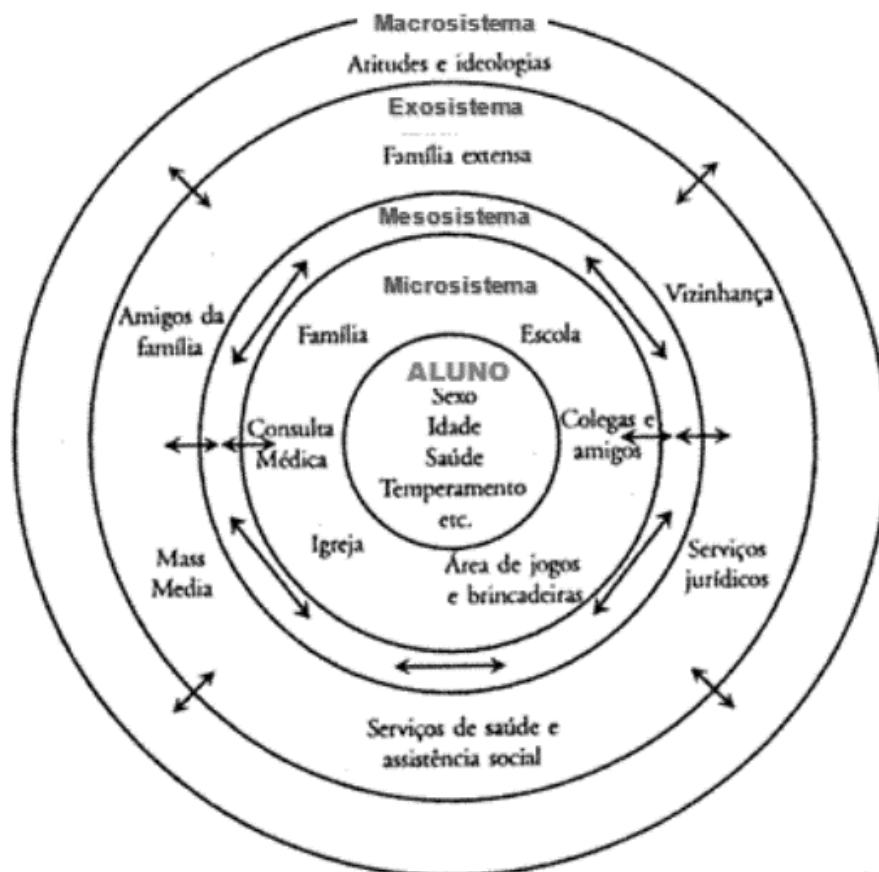 Macrosistema
Atitudes e ideologias
Exosistema
Família extensa
Mesosistema
Microsistema
Vizinhança
Amigos da
família
Família
Escola
ALUNO
Sexo
Idade
Saúde
Temperamento
etc.
Consulta
Médica
Colegas e
amigos
Igreja
Área de jogos
e brincadeiras
Mass
Media
Serviços
jurídicos
Serviços de saúde e
assistência social